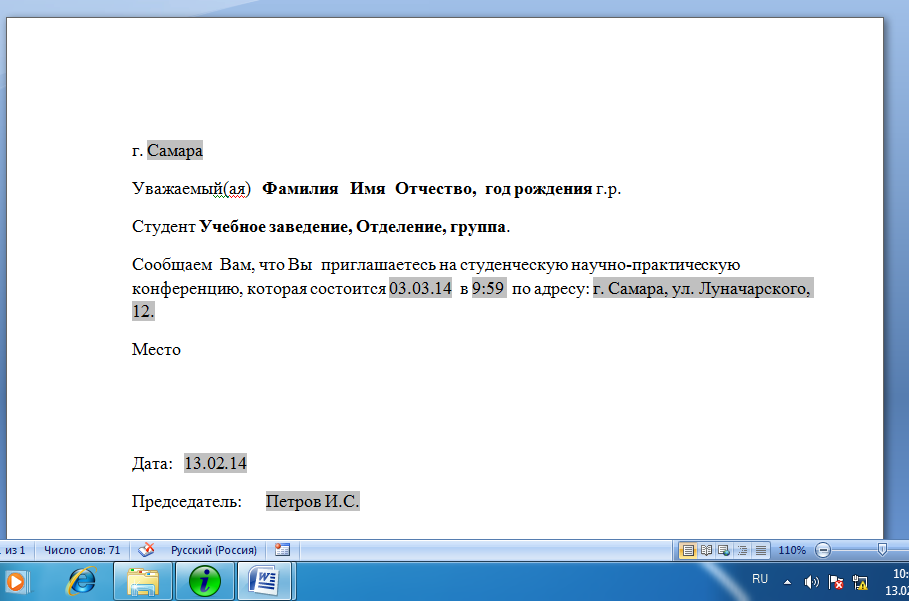 г. Самара
Уважаемый(ая) Фамилия Имя Отчество, год рождения г.р.
Студент Учебное заведение, Отделение, группа.
Сообщаем Вам, что Вы приглашаетесь на студенческую научно-практическую
конференцию, которая состоится 03.03.14 в 9:59 по адресу: г. Самара, ул. Луначарского,
12.
Место
Дата: 13.02.14
Председатель: Петров И.С.
из 1 Число слов: 71 Русский (Россия) 110%
RU 10:
13.02